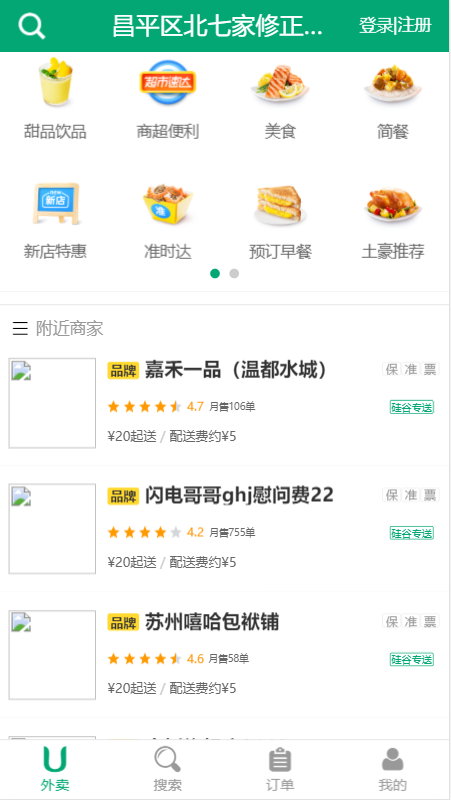 昌平区北七家修正... 登录|注册
超市速达
甜品饮品 商超便利 美食 简餐
新店
准
新店特惠 准时达 预订早餐 土豪推荐
附近商家
品牌 嘉禾一品（温都水城） 保 准 票
4.7 月售106单 硅谷专送
¥20起送 / 配送费约¥5
品牌 闪电哥哥ghj慰问费22 保 准 票
4.2 月售755单 硅谷专送
¥20起送 / 配送费约¥5
品牌 苏州嘻哈包袱铺 保 准 票
4.6 月售58单 硅谷专送
¥20起送 / 配送费约¥5
外卖 搜索 订单 我的